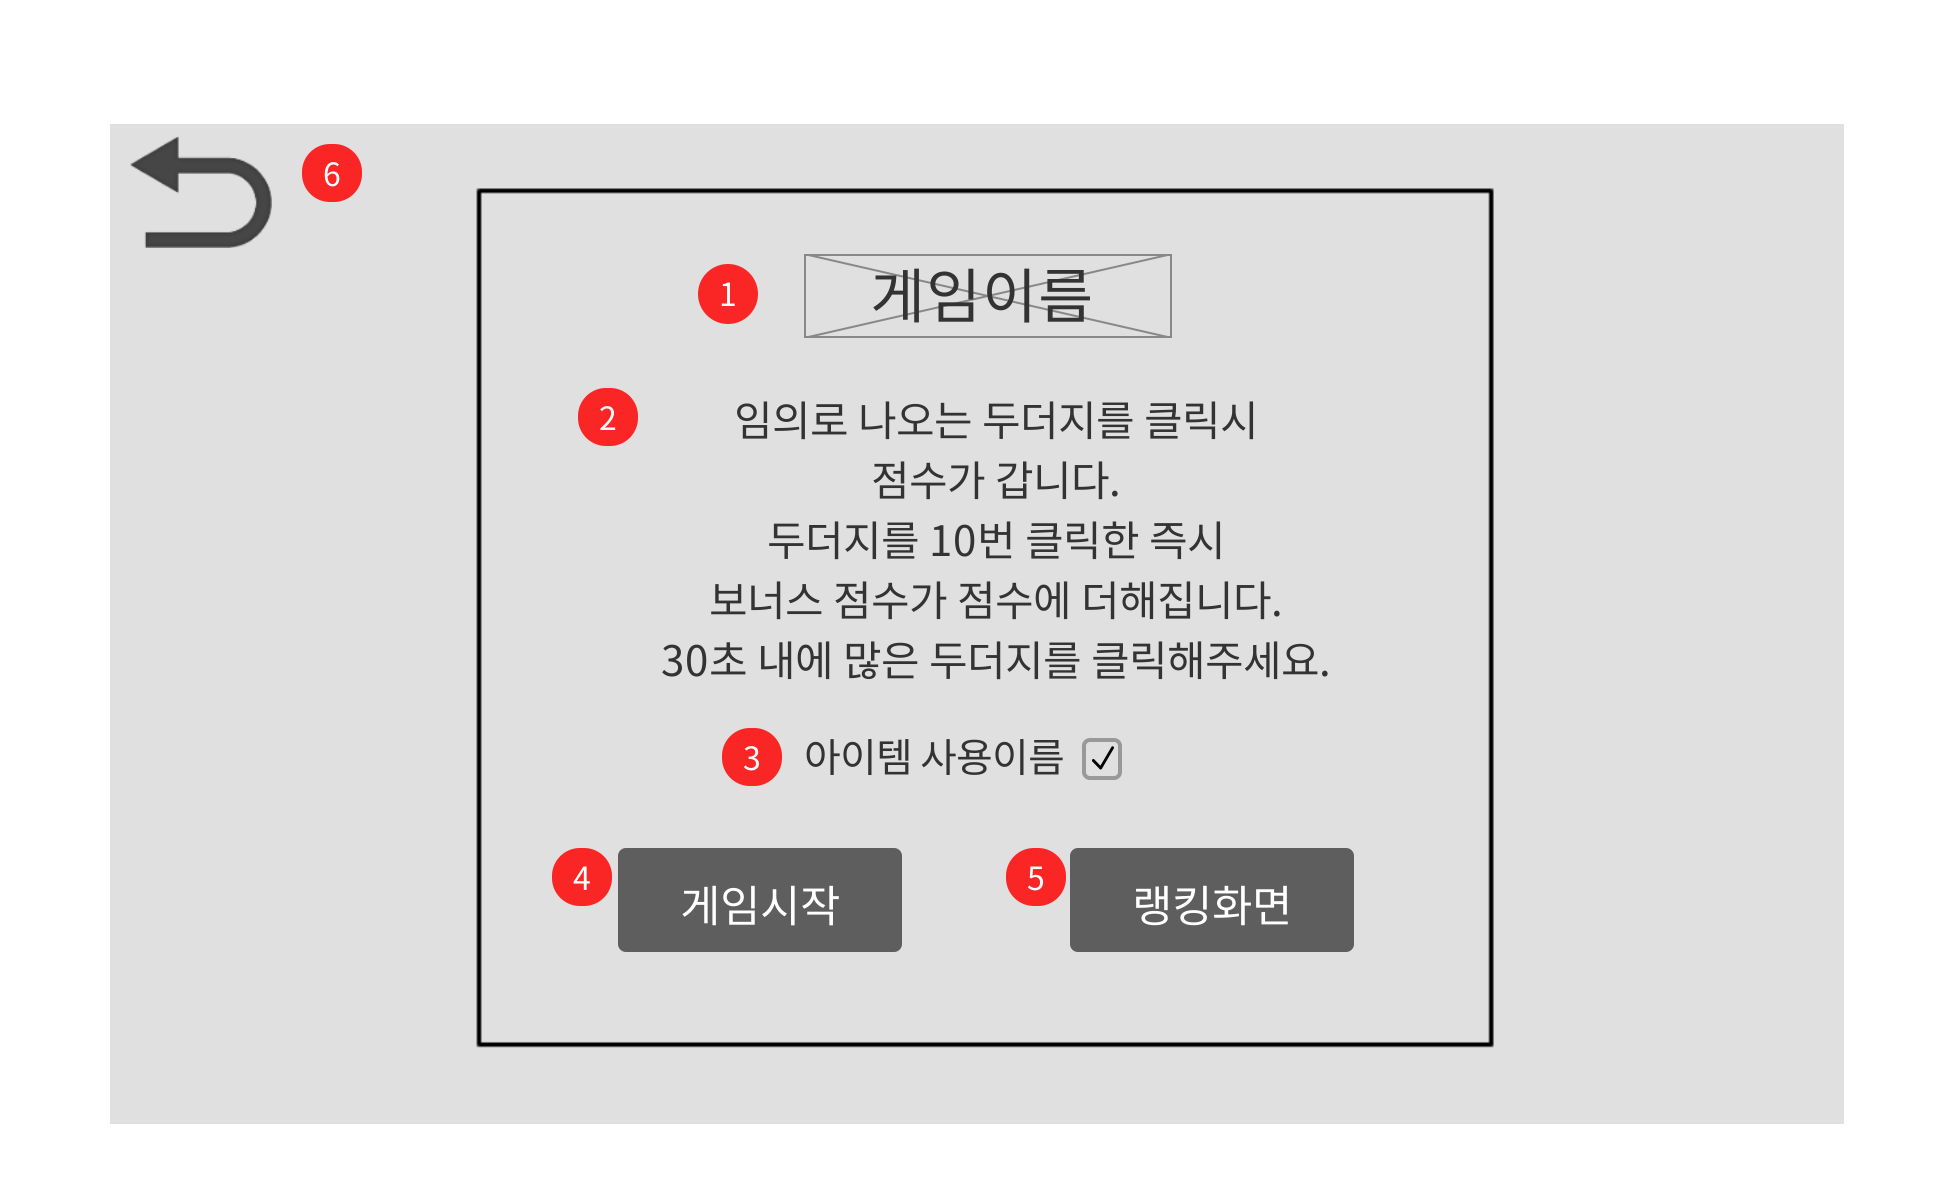 6
1 게임이름
2 임의로 나오는 두더지를 클릭시
점수가 갑니다.
두더지를 10번 클릭한 즉시
보너스 점수가 점수에 더해집니다.
30초 내에 많은 두더지를 클릭해주세요.
3 아이템 사용이름
4 게임시작 5 랭킹화면